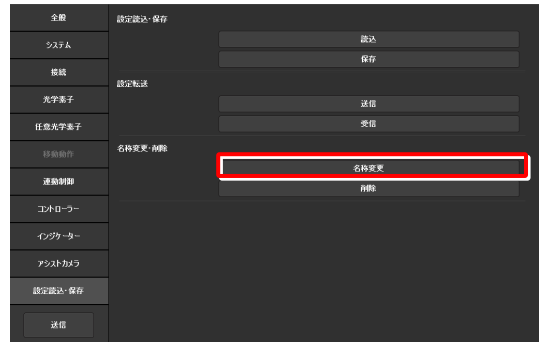 全般
システム
接続
光学素子
任意光学素子
移動動作
連動制御
コントローラー
インジケーター
アシストカメラ
設定読込・保存
送信
設定読込・保存
読込
保存
設定転送
送信
受信
名称変更・削除
名称変更
削除